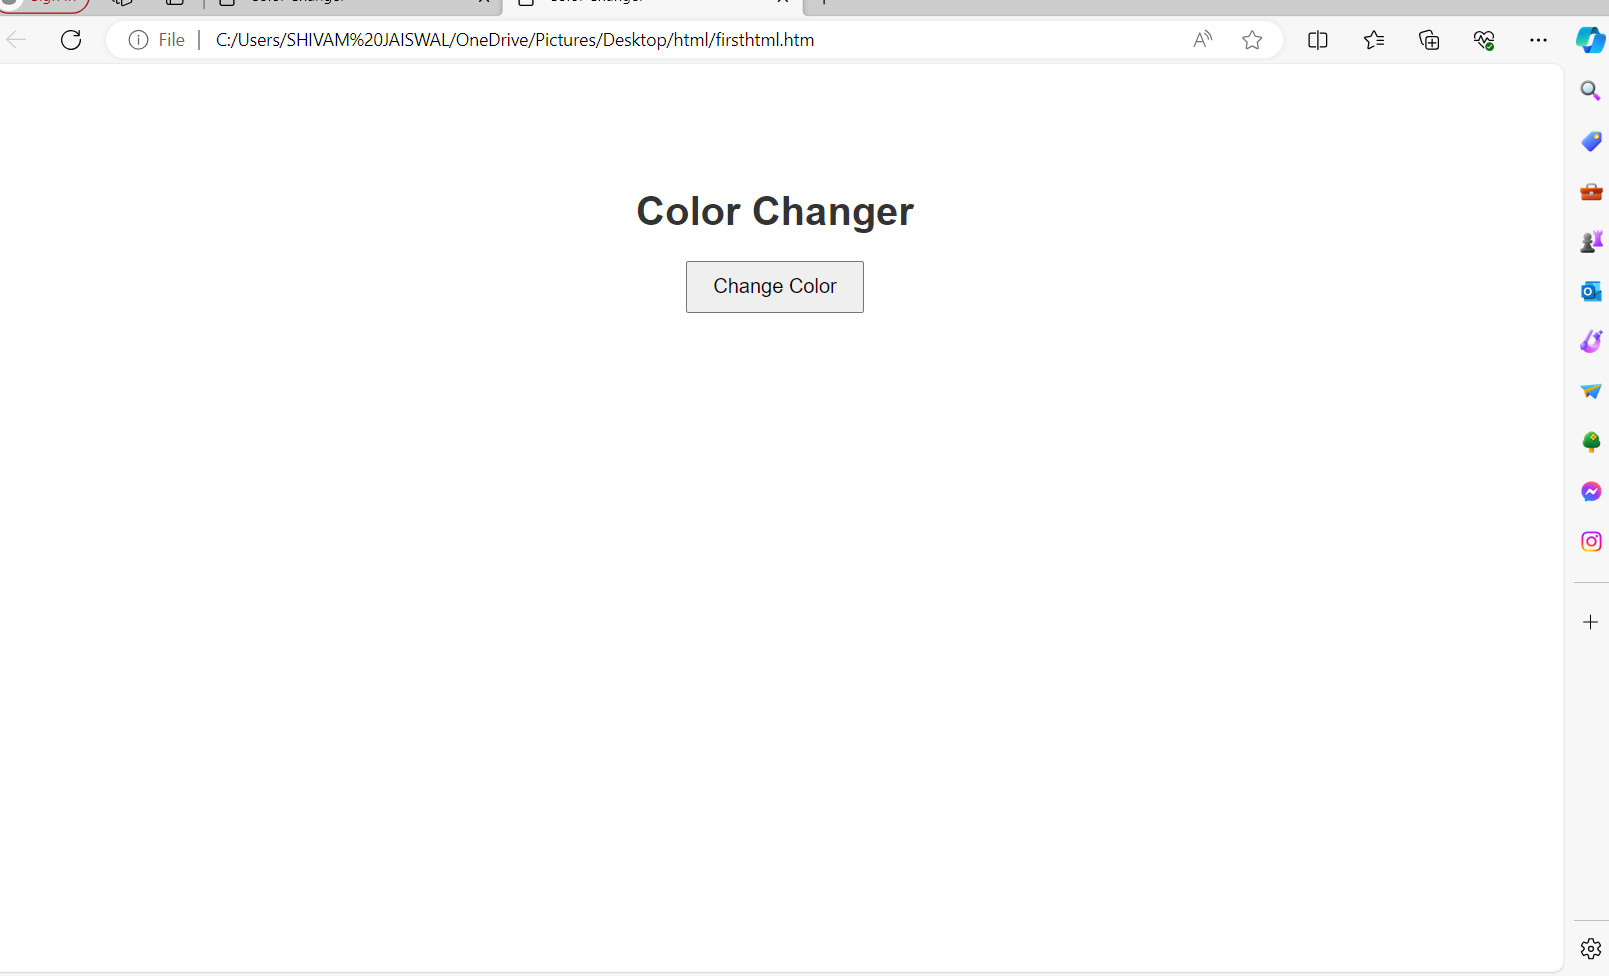 File
C:/Users/SHIVAM%20JAISWAL/OneDrive/Pictures/Desktop/html/firsthtml.htm
Color Changer
Change Color